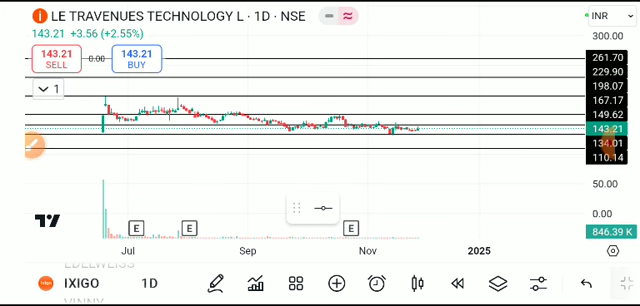 LE TRAVENUES TECHNOLOGY L · 1D · NSE
INR
143.21 +3.56 (+2.55%)
143.21
SELL
0.00
143.21
BUY
1
300.00
261.70
229.90
198.07
167.17
149.62
143.21
134.01
110.14
50.00
0.00
846.39 K
E
E
E
Jul
Sep
Nov
2025
EDELWEISS
IXIGO
1D
VINNY